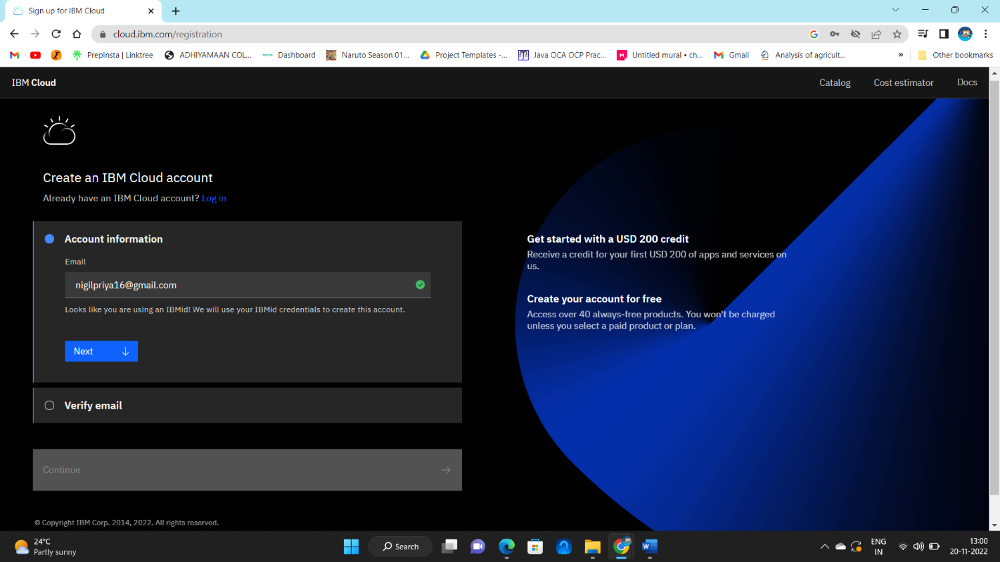 Sign up for IBM Cloud
cloud.ibm.com/registration
PrepInsta | Linktree
ADHIYAMAAN COL...
Dashboard
Naruto Season 01...
Project Templates -...
Java OCA OCP Prac...
Untitled mural • ch...
Gmail
Analysis of agricult...
»
Other bookmarks
IBM Cloud
Catalog
Cost estimator
Docs
Create an IBM Cloud account
Already have an IBM Cloud account? Log in
Account information
Email
nigilpriya16@gmail.com
Looks like you are using an IBMid! We will use your IBMid credentials to create this account.
Next
Verify email
Continue
Get started with a USD 200 credit
Receive a credit for your first USD 200 of apps and services on
us.
Create your account for free
Access over 40 always-free products. You won't be charged
unless you select a paid product or plan.
© Copyright IBM Corp. 2014, 2022. All rights reserved.
24°C
Partly sunny
Search
ENG
IN
13:00
20-11-2022